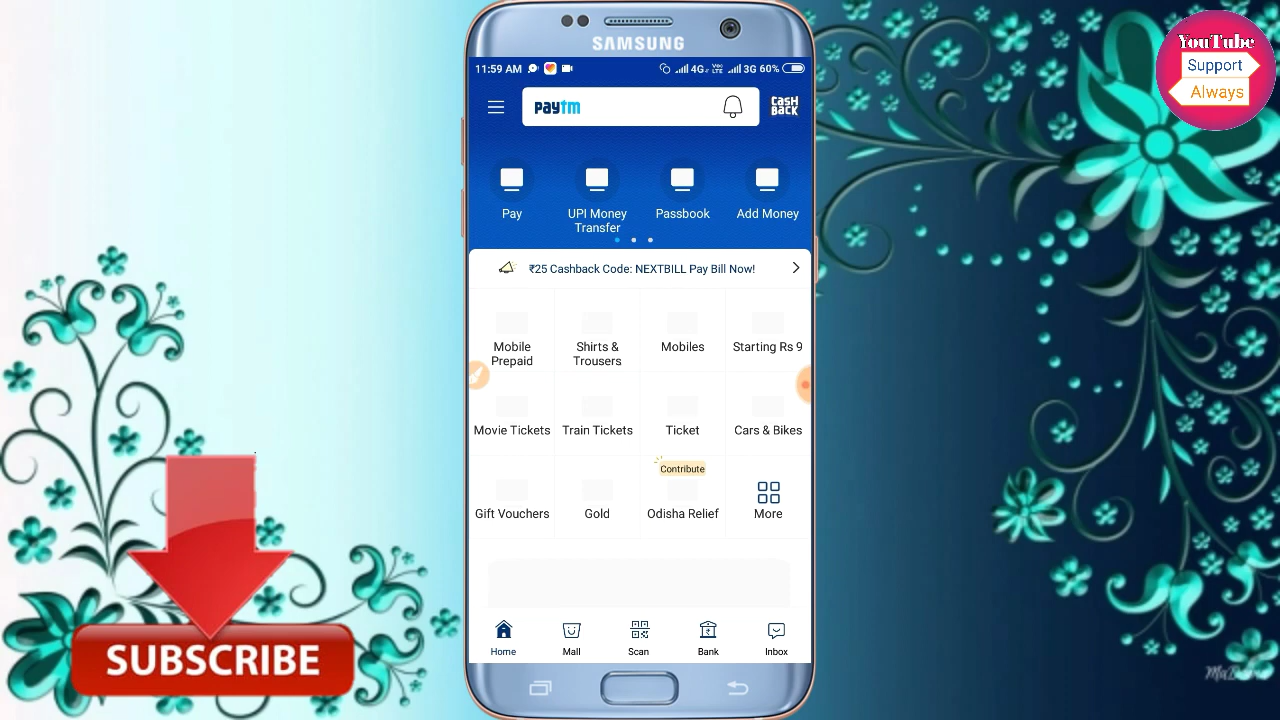 YouTube
Support
Always
SAMSUNG
11:59 AM
4G
Vo)
LTE
3G 60%
paytm
CASH
BACK
Pay
UPI Money
Transfer
Passbook
Add Money
₹25 Cashback Code: NEXTBILL Pay Bill Now!
Mobile
Prepaid
Shirts &
Trousers
Mobiles
Starting Rs 9
Movie Tickets
Train Tickets
Ticket
Cars & Bikes
Contribute
Gift Vouchers
Gold
Odisha Relief
More
Home
Mall
Scan
Bank
Inbox
SUBSCRIBE